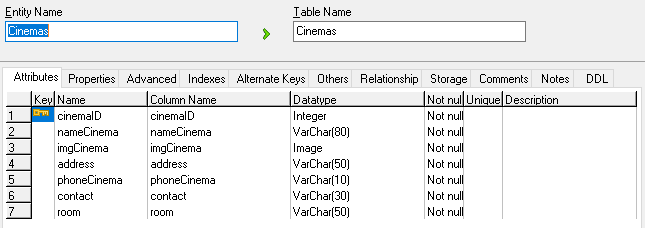 Entity Name Table Name
Cinemas Cinemas
Attributes Properties Advanced Indexes Alternate Keys Others Relationship Storage Comments Notes DDL
Key Name Column Name Datatype Not nul Unique Description
1 cinemaID cinemaID Integer Not null
2 nameCinema nameCinema VarChar(80) Not null
3 imgCinema imgCinema Image Not null
4 address address VarChar(50) Not null
5 phoneCinema phoneCinema VarChar(10) Not null
6 contact contact VarChar(30) Not null
7 room room VarChar(50) Not null